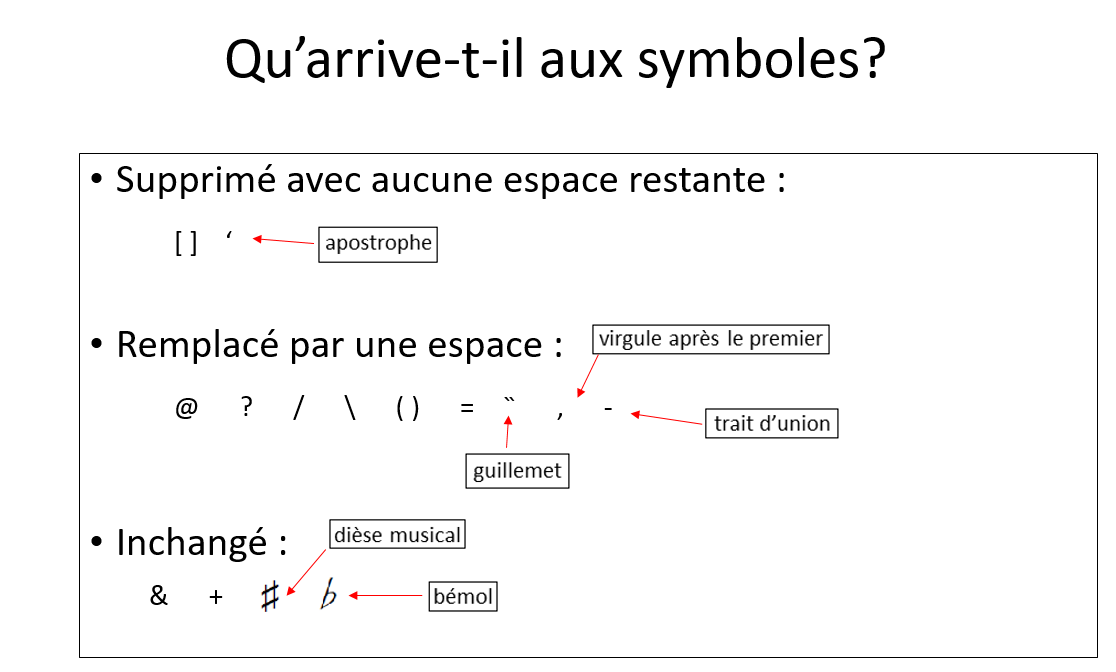 Qu’arrive-t-il aux symboles?
• Supprimé avec aucune espace restante :
[ ] ‘ apostrophe
• Remplacé par une espace :
virgule après le premier
@ ? / \ ( ) = ‶ , - trait d’union
guillemet
• Inchangé :
dièse musical
& + ♯ ♭ bémol